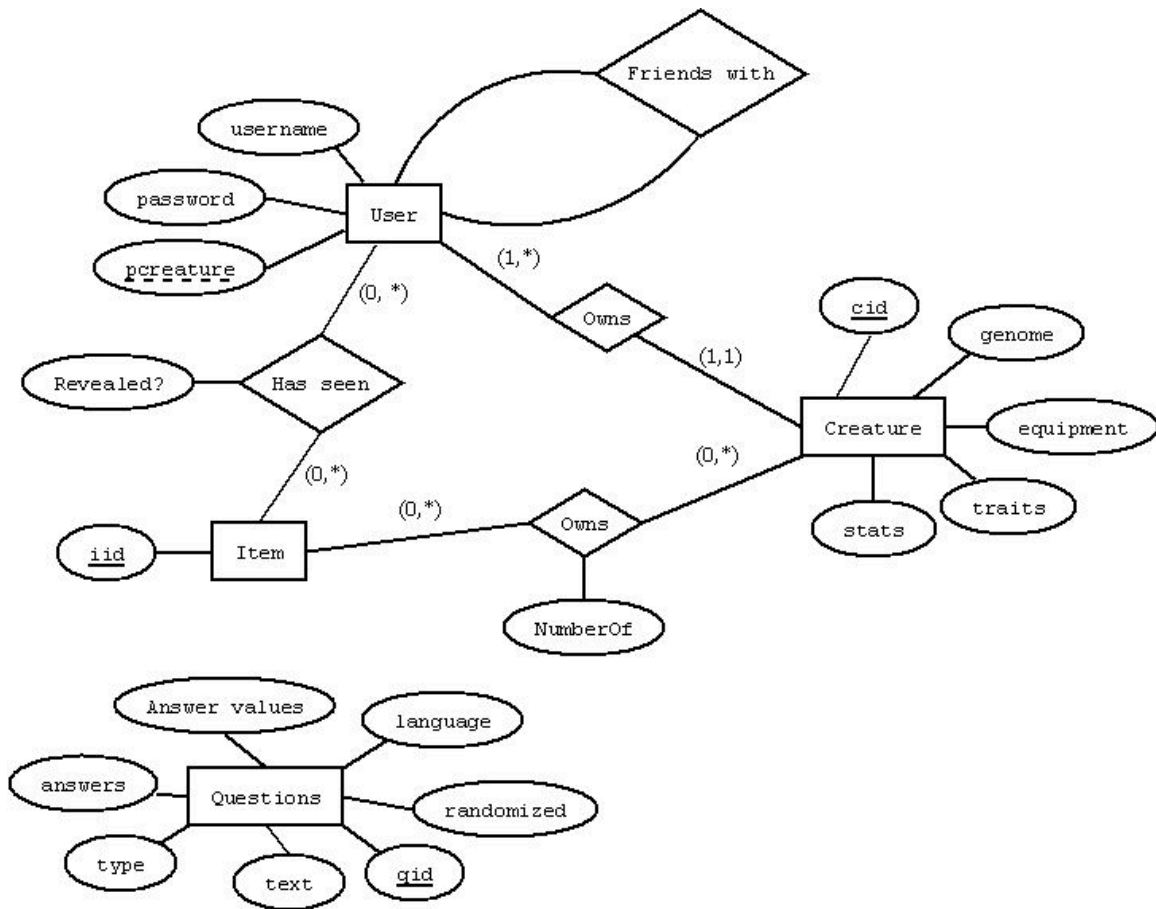 Friends with
username
password
User
pcreature
(1,*)
(0, *)
Owns
cid
genome
(1,1)
Revealed?
Has seen
Creature
equipment
(0,*)
(0,*)
(0,*)
traits
Owns
stats
iid
Item
NumberOf
Answer values
language
answers
Questions
randomized
type
text
qid